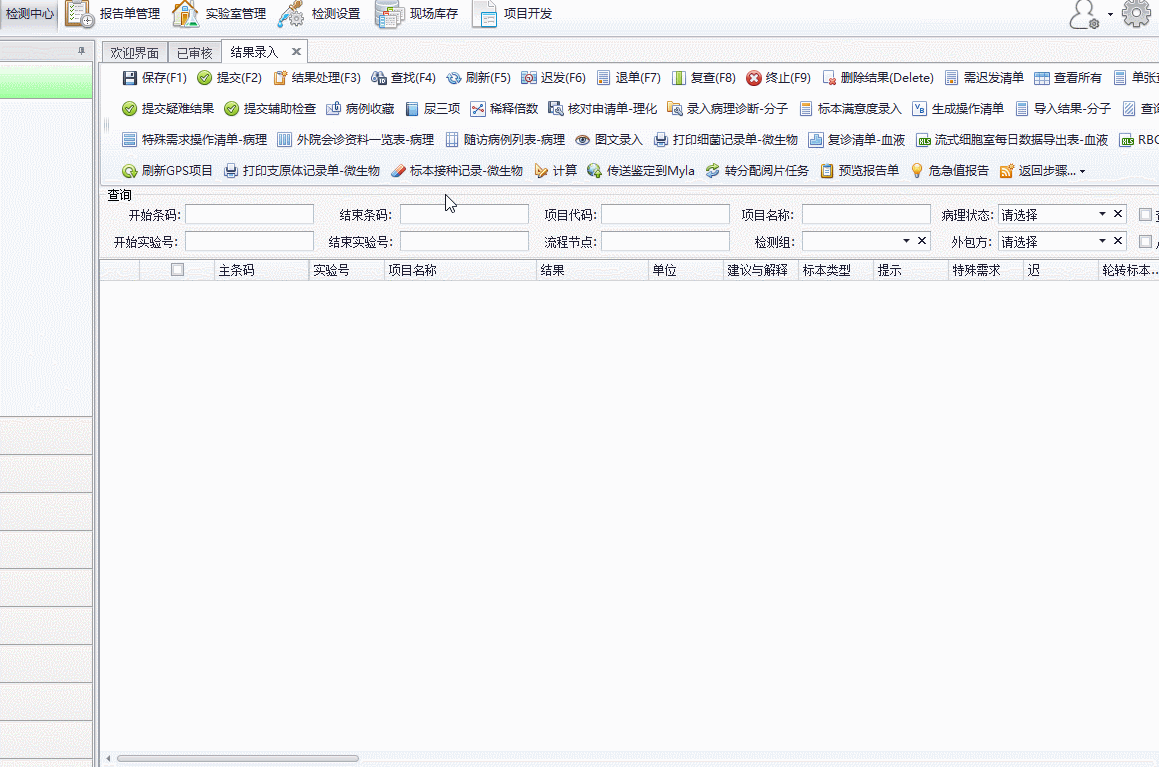 检测中心 报告单管理 实验室管理 检测设置 现场库存 项目开发
欢迎界面 已审核 结果录入
保存(F1) 提交(F2) 结果处理(F3) 查找(F4) 刷新(F5) 迟发(F6) 退单(F7) 复查(F8) 终止(F9) 删除结果(Delete) 需迟发清单 查看所有 单张
提交疑难结果 提交辅助检查 病例收藏 尿三项 稀释倍数 核对申请单-理化 录入病理诊断-分子 标本满意度录入 生成操作清单 导入结果-分子
特殊需求操作清单-病理 外院会诊资料一览表-病理 随访病例列表-病理 图文录入 打印细菌记录单-微生物 复诊清单-血液 流式细胞室每日数据导出表-血液 RBC
刷新GPS项目 打印支原体记录单-微生物 标本接种记录-微生物 计算 传送鉴定到Myla 转分配阅片任务 预览报告单 危急值报告 返回步骤...
查询
开始条码: 结束条码: 项目代码: 项目名称: 病理状态: 请选择
开始实验号: 结束实验号: 流程节点: 检测组: 外包方: 请选择
主条码 实验号 项目名称 结果 单位 建议与解释 标本类型 提示 特殊需求 迟 轮转标本...